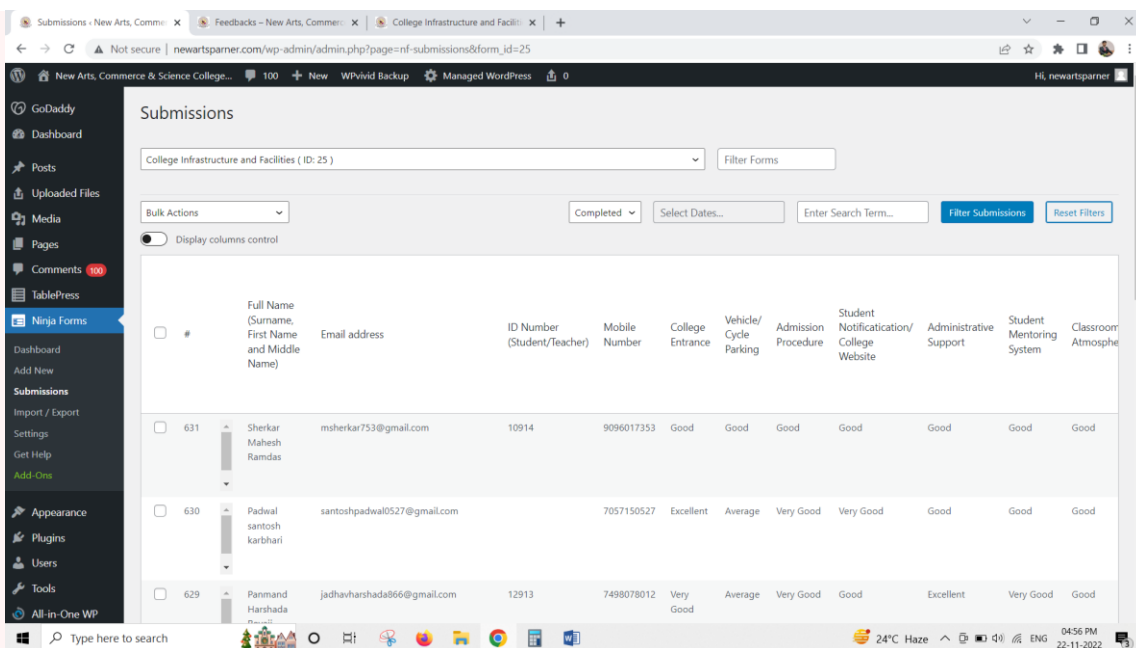 Submissions ‹ New Arts, Commer
Feedbacks – New Arts, Commerc
College Infrastructure and Faciliti
Not secure | newartsparner.com/wp-admin/admin.php?page=nf-submissions&form_id=25
New Arts, Commerce & Science College... 100 + New WPvivid Backup Managed WordPress 0 Hi, newartsparner
GoDaddy
Dashboard
Posts
Uploaded Files
Media
Pages
Comments 100
TablePress
Ninja Forms
Dashboard
Add New
Submissions
Import / Export
Settings
Get Help
Add-Ons
Appearance
Plugins
Users
Tools
All-in-One WP
Submissions
College Infrastructure and Facilities ( ID: 25 ) Filter Forms
Bulk Actions Completed Select Dates... Enter Search Term... Filter Submissions Reset Filters
Display columns control
#
Full Name
(Surname,
First Name
and Middle
Name)
Email address
ID Number
(Student/Teacher)
Mobile
Number
College
Entrance
Vehicle/
Cycle
Parking
Admission
Procedure
Student
Notificatication/
College
Website
Administrative
Support
Student
Mentoring
System
Classroom
Atmosphe
631 Sherkar msherkar753@gmail.com 10914 9096017353 Good Good Good Good Good Good Good
Mahesh
Ramdas
630 Padwal santoshpadwal0527@gmail.com 7057150527 Excellent Average Very Good Very Good Good Good Good
santosh
karbhari
629 Panmand jadhavharshada866@gmail.com 12913 7498078012 Very Average Very Good Good Excellent Very Good Good
Harshada Good
Type here to search
W
24°C Haze ENG 04:56 PM
22-11-2022
3